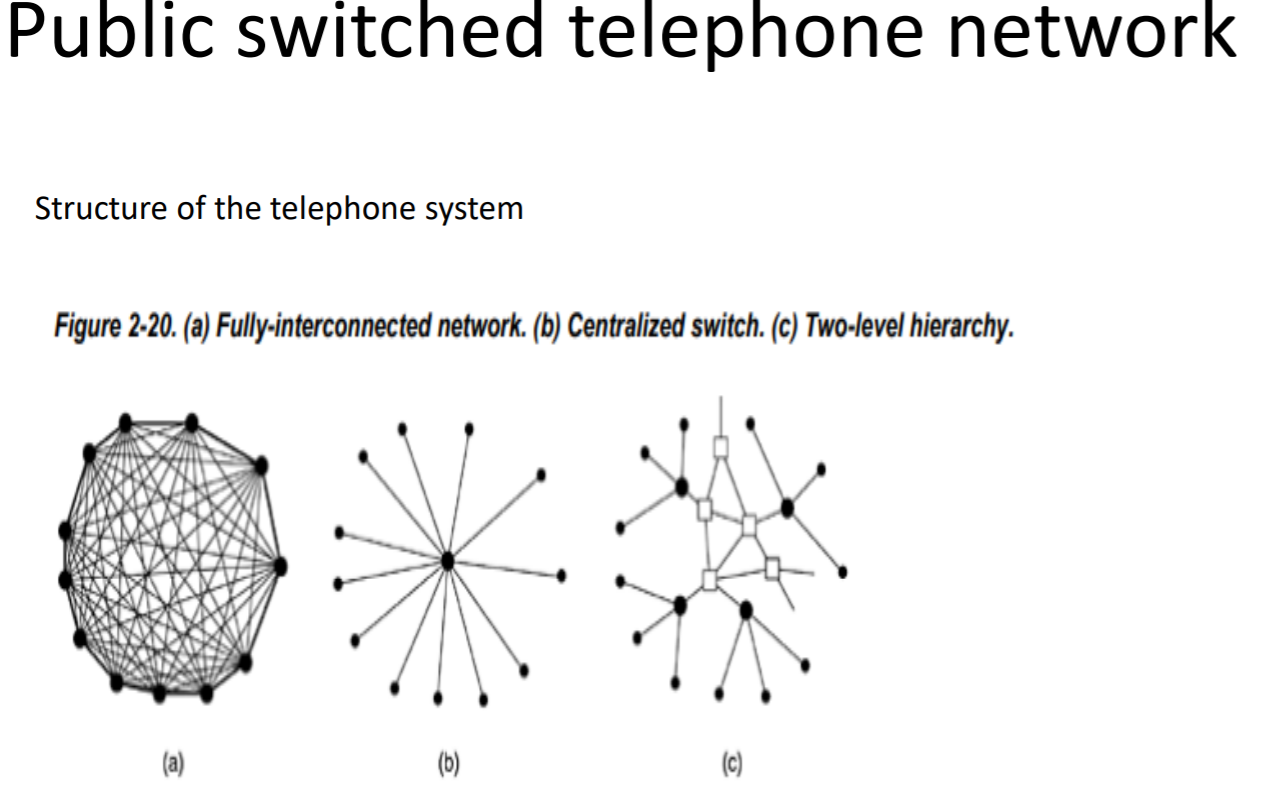 Public switched telephone network
Structure of the telephone system
Figure 2-20. (a) Fully-interconnected network. (b) Centralized switch. (c) Two-level hierarchy.
(a) (b) (c)